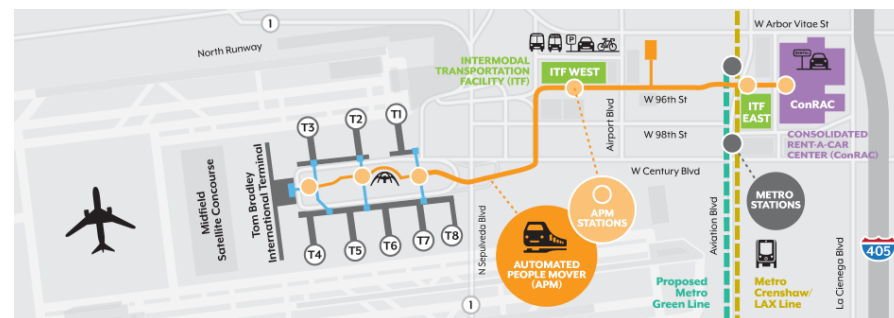 1
W Arbor Vitae St
North Runway
P
INTERMODAL
TRANSPORTATION
FACILITY (ITF)
ITF WEST
RENTAL
ConRAC
ITF
EAST
W 96th St
W 98th St
Airport Blvd
CONSOLIDATED
RENT-A-CAR
CENTER (ConRAC)
T3
T2
T1
W Century Blvd
Midfield
Satellite Concourse
Tom Bradley
International Terminal
APM
STATIONS
METRO
STATIONS
T4
T5
T6
T7
T8
N Sepulveda Blvd
AUTOMATED
PEOPLE MOVER
(APM)
Aviation Blvd
La Cienega Blvd
405
Proposed
Metro
Green Line
Metro
Crenshaw/
LAX Line
1